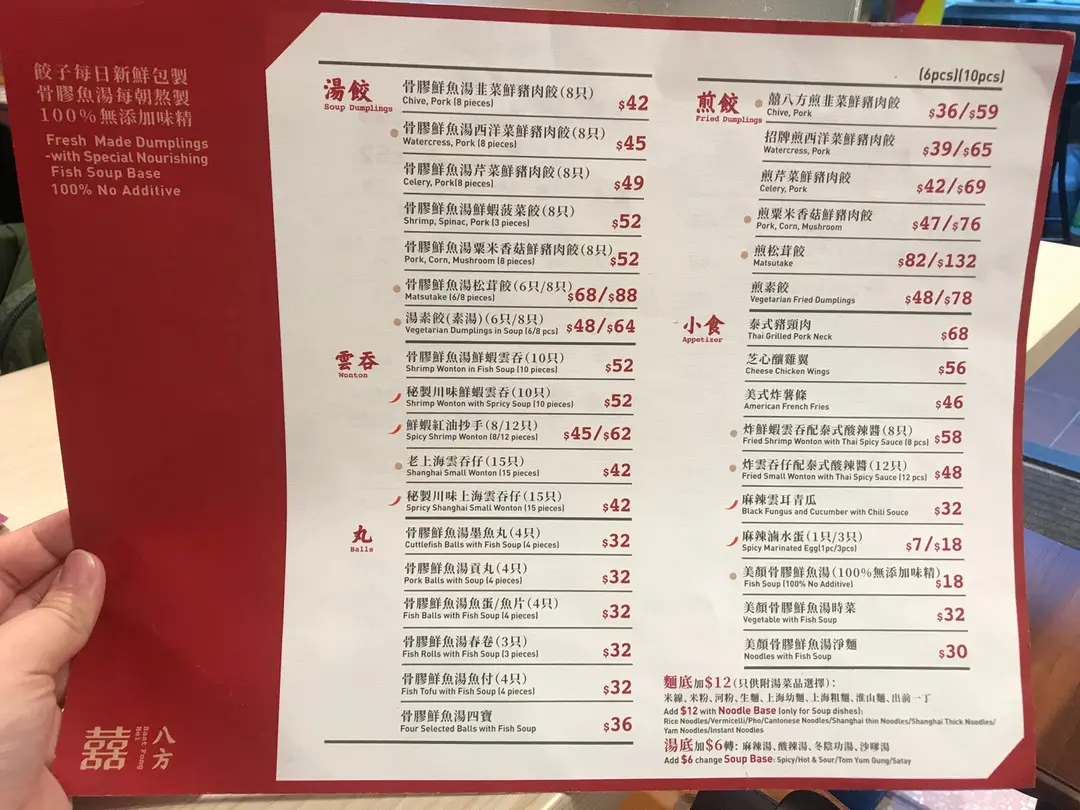 餃子每日新鮮包製
骨膠魚湯每朝熬製
100%無添加味精
Fresh Made Dumplings
-with Special Nourishing
Fish Soup Base
100% No Additive
囍
Baat Fong
Hei
八方
湯餃
Soup Dumplings
骨膠鮮魚湯韭菜鮮豬肉餃(8只)
Chive, Pork (8 pieces)
$42
骨膠鮮魚湯西洋菜鮮豬肉餃(8只)
Watercress, Pork (8 pieces)
$45
骨膠鮮魚湯芹菜鮮豬肉餃(8只)
Celery, Pork(8 pieces)
$49
骨膠鮮魚湯鮮蝦菠菜餃(8只)
Shrimp, Spinac, Pork (3 pieces)
$52
骨膠鮮魚湯粟米香菇鮮豬肉餃(8只)
Pork, Corn, Mushroom (8 pieces)
$52
骨膠鮮魚湯松茸餃(6只/8只)
Matsutake (6/8 pieces)
$68/$88
湯素餃(素湯)(6只/8只)
Vegetarian Dumplings in Soup (6/8 pcs)
$48/$64
雲吞
Wonton
骨膠鮮魚湯鮮蝦雲吞(10只)
Shrimp Wonton in Fish Soup (10 pieces)
$52
秘製川味鮮蝦雲吞(10只)
Shrimp Wonton with Spricy Soup (10 pieces)
$52
鮮蝦紅油抄手(8/12只)
Spicy Shrimp Wonton (8/12 pieces)
$45/$62
老上海雲吞仔(15只)
Shanghai Small Wonton (15 pieces)
$42
秘製川味上海雲吞仔(15只)
Spricy Shanghai Small Wonton (15 pieces)
$42
丸
Balls
骨膠鮮魚湯墨魚丸(4只)
Cuttlefish Balls with Fish Soup (4 pieces)
$32
骨膠鮮魚湯貢丸(4只)
Pork Balls with Soup (4 pieces)
$32
骨膠鮮魚湯魚蛋/魚片(4只)
Fish Balls with Fish Soup (4 pieces)
$32
骨膠鮮魚湯春卷(3只)
Fish Rolls with Fish Soup (3 pieces)
$32
骨膠鮮魚湯魚付(4只)
Fish Tofu with Fish Soup (4 pieces)
$32
骨膠鮮魚湯四寶
Four Selected Balls with Fish Soup
$36
(6pcs)(10pcs)
煎餃
Fried Dumplings
囍八方煎韭菜鮮豬肉餃
Chive, Pork
$36/$59
招牌煎西洋菜鮮豬肉餃
Watercress, Pork
$39/$65
煎芹菜鮮豬肉餃
Celery, Pork
$42/$69
煎粟米香菇鮮豬肉餃
Pork, Corn, Mushroom
$47/$76
煎松茸餃
Matsutake
$82/$132
煎素餃
Vegetarian Fried Dumplings
$48/$78
小食
Appetizer
泰式豬頸肉
Thai Grilled Pork Neck
$68
芝心釀雞翼
Cheese Chicken Wings
$56
美式炸薯條
American French Fries
$46
炸鮮蝦雲吞配泰式酸辣醬(8只)
Fried Shrimp Wonton with Thai Spicy Sauce (8 pcs)
$58
炸雲吞仔配泰式酸辣醬(12只)
Fried Small Wonton with Thai Spicy Sauce (12 pcs)
$48
麻辣雲耳青瓜
Black Fungus and Cucumber with Chili Souce
$32
麻辣滷水蛋(1只/3只)
Spicy Marinated Egg(1pc/3pcs)
$7/$18
美顏骨膠鮮魚湯(100%無添加味精)
Fish Soup (100% No Additive)
$18
美顏骨膠鮮魚湯時菜
Vegetable with Fish Soup
$32
美顏骨膠鮮魚湯淨麵
Noodles with Fish Soup
$30
麵底加$12(只供附湯菜品選擇):
米線、米粉、河粉、生麵、上海幼麵、上海粗麵、淮山麵、出前一丁
Add $12 with Noodle Base (only for Soup dishes):
Rice Noodles/Vermicelli/Pho/Cantonese Noodles/Shanghai thin Noodles/Shanghai Thick Noodles/
Yam Noodles/Instant Noodles
湯底加$6轉: 麻辣湯、酸辣湯、冬陰功湯、沙嗲湯
Add $6 change Soup Base: Spicy/Hot & Sour/Tom Yum Gung/Satay